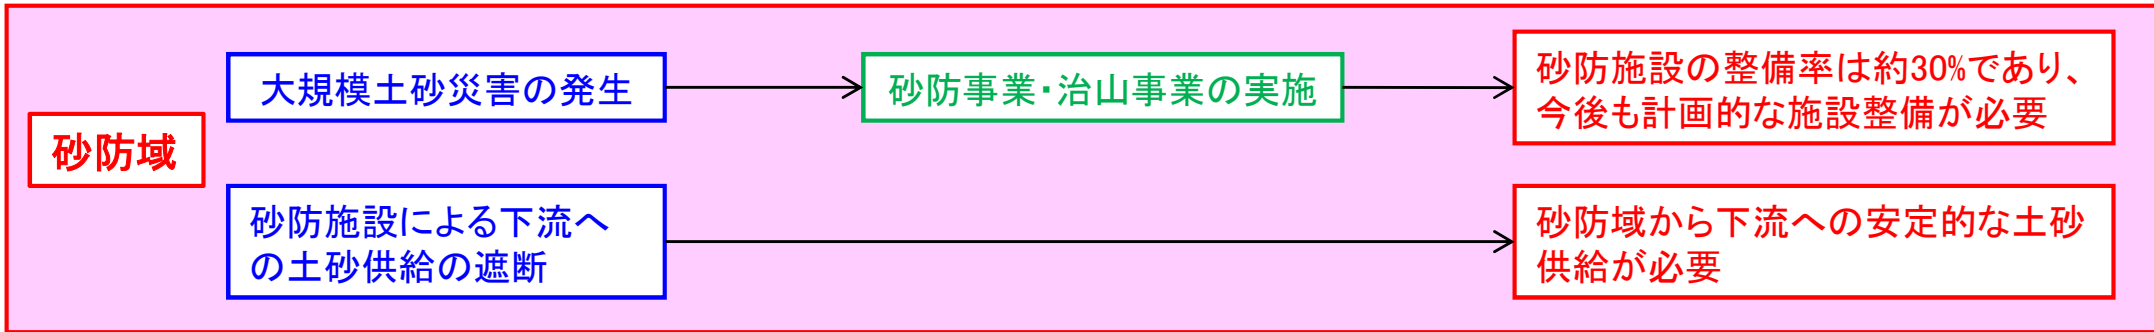 砂防域
大規模土砂災害の発生
砂防事業・治山事業の実施
砂防施設の整備率は約30%であり、
今後も計画的な施設整備が必要
砂防施設による下流へ
の土砂供給の遮断
砂防域から下流への安定的な土砂
供給が必要